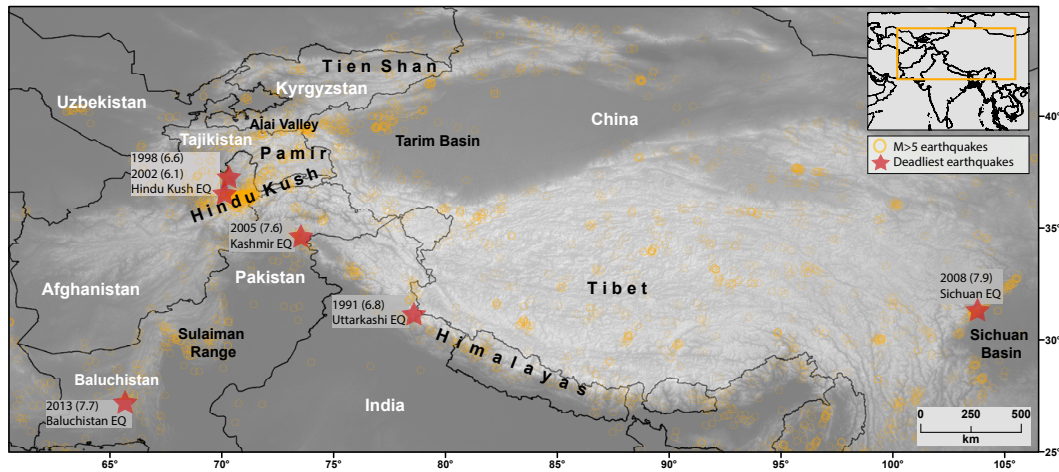 Tien Shan
Kyrgyzstan
Uzbekistan
China
Alai Valley
Tajikistan
Tarim Basin
Pamir
1998 (6.6)
2002 (6.1)
Hindu Kush EQ
Hindu Kush
2005 (7.6)
Kashmir EQ
Pakistan
Afghanistan
Tibet
2008 (7.9)
Sichuan EQ
1991 (6.8)
Uttarkashi EQ
Sulaiman
Range
Sichuan
Basin
Himalayas
Baluchistan
2013 (7.7)
Baluchistan EQ
India
M>5 earthquakes
Deadliest earthquakes
40°
35°
30°
25°
0 250 500
km
65° 70° 75° 80° 85° 90° 95° 100° 105°